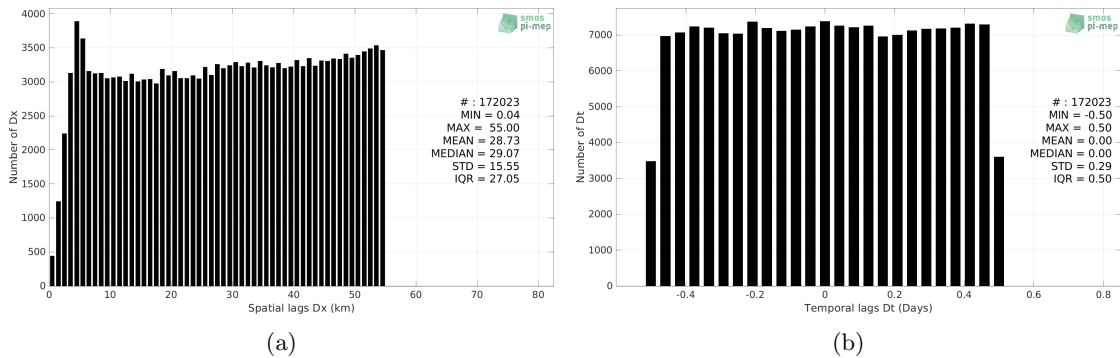 smos
pi-mep
4000
3500
3000
2500
2000
1500
1000
500
0
Number of Dx
# : 172023
MIN = 0.04
MAX = 55.00
MEAN = 28.73
MEDIAN = 29.07
STD = 15.55
IQR = 27.05
0 10 20 30 40 50 60 70 80
Spatial lags Dx (km)
(a)
smos
pi-mep
7000
6000
5000
4000
3000
2000
1000
0
Number of Dt
# : 172023
MIN = -0.50
MAX = 0.50
MEAN = 0.00
MEDIAN = 0.00
STD = 0.29
IQR = 0.50
-0.4 -0.2 0 0.2 0.4 0.6 0.8
Temporal lags Dt (Days)
(b)